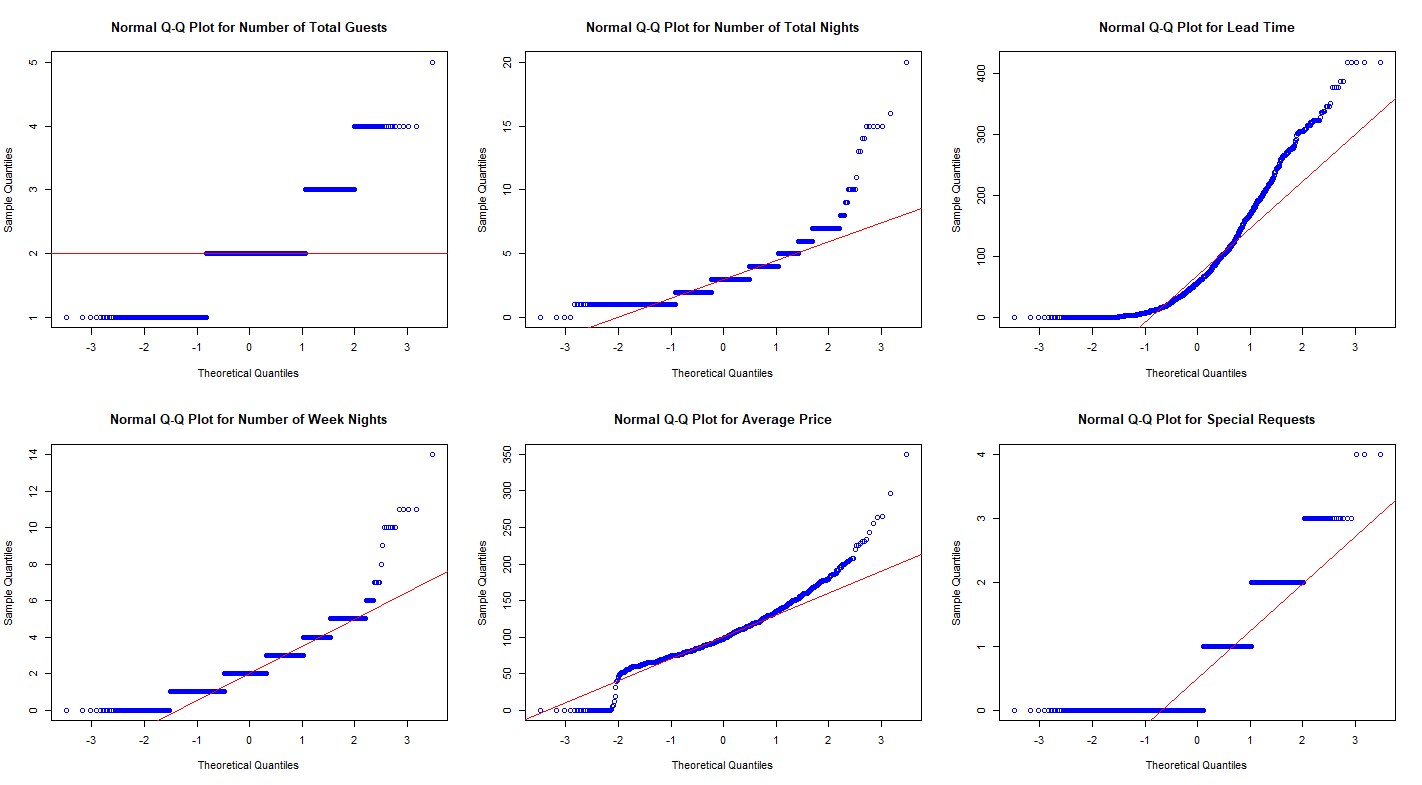 Normal Q-Q Plot for Number of Total Guests
Sample Quantiles
5
4
3
2
1
-3 -2 -1 0 1 2 3
Theoretical Quantiles
Normal Q-Q Plot for Number of Total Nights
Sample Quantiles
20
15
10
5
0
-3 -2 -1 0 1 2 3
Theoretical Quantiles
Normal Q-Q Plot for Lead Time
Sample Quantiles
400
300
200
100
0
-3 -2 -1 0 1 2 3
Theoretical Quantiles
Normal Q-Q Plot for Number of Week Nights
Sample Quantiles
14
12
10
8
6
4
2
0
-3 -2 -1 0 1 2 3
Theoretical Quantiles
Normal Q-Q Plot for Average Price
Sample Quantiles
350
300
250
200
150
100
50
0
-3 -2 -1 0 1 2 3
Theoretical Quantiles
Normal Q-Q Plot for Special Requests
Sample Quantiles
4
3
2
1
0
-3 -2 -1 0 1 2 3
Theoretical Quantiles